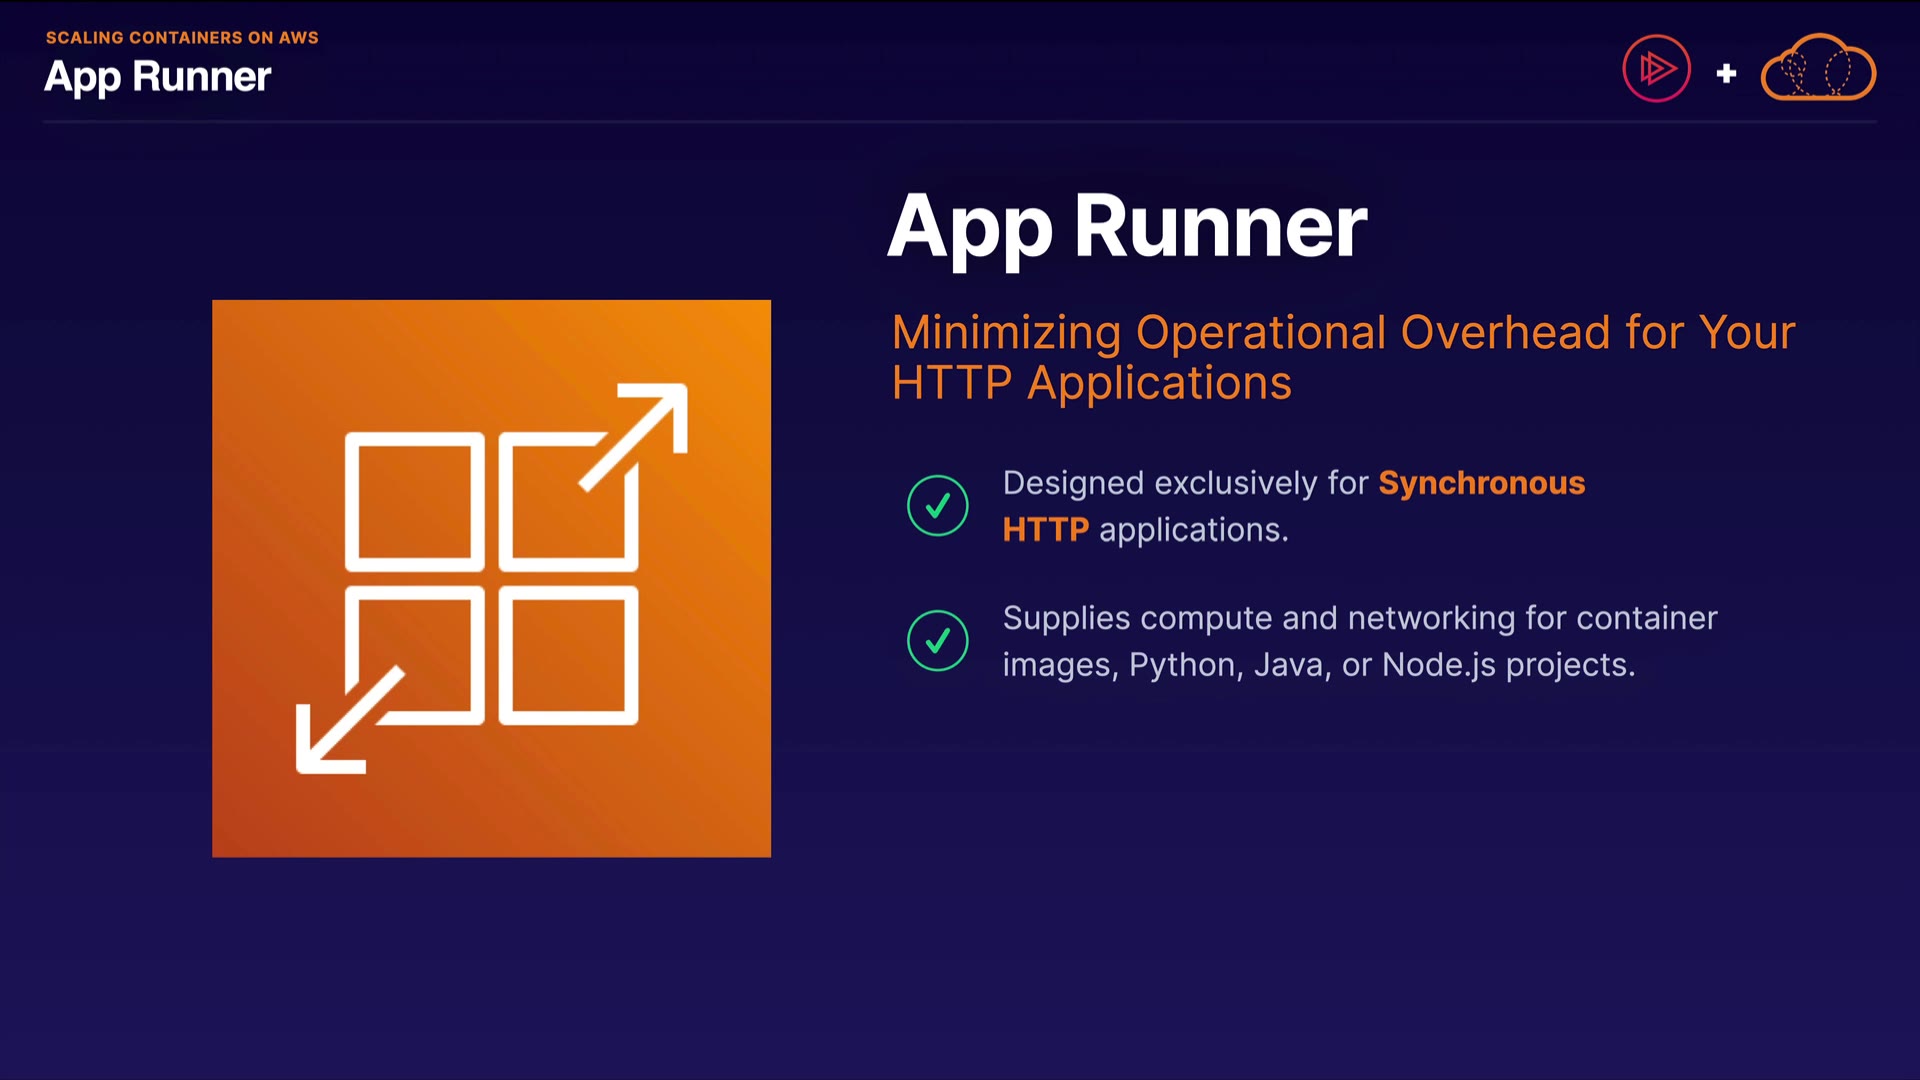 SCALING CONTAINERS ON AWS
App Runner
App Runner
Minimizing Operational Overhead for Your
HTTP Applications
Designed exclusively for Synchronous
HTTP applications.
Supplies compute and networking for container
images, Python, Java, or Node.js projects.